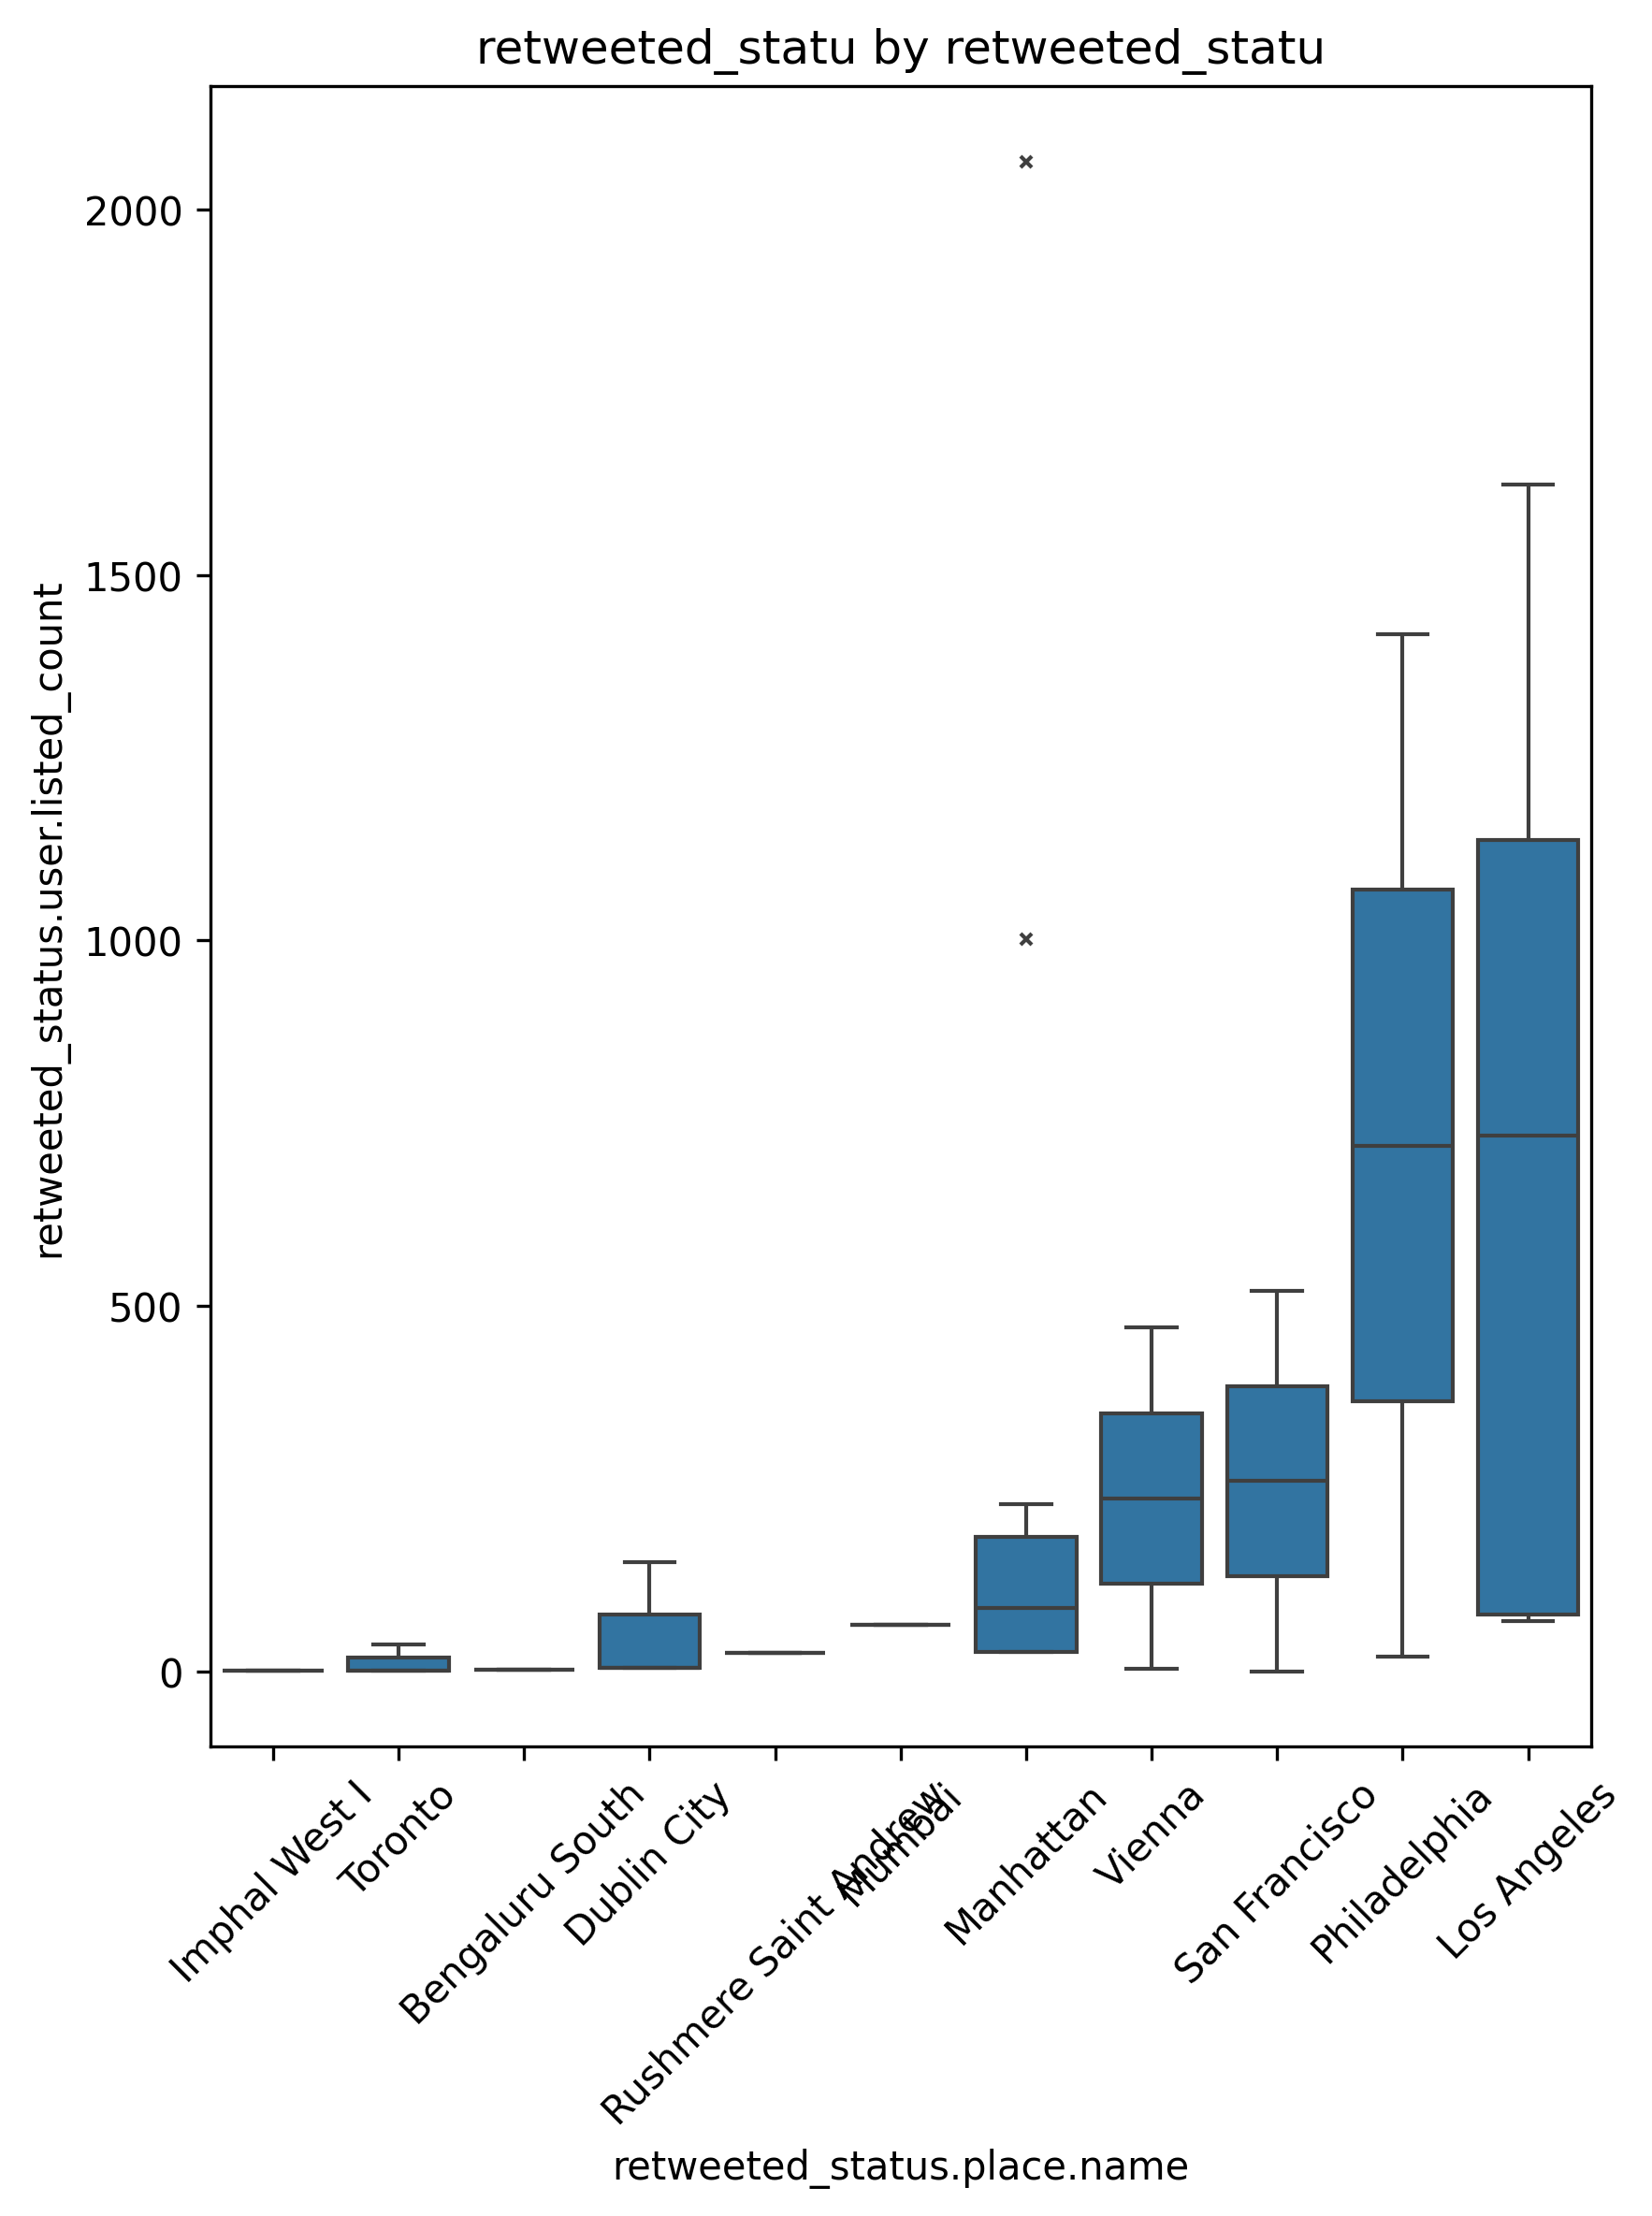 retweeted_statu by retweeted_statu
retweeted_status.user.listed_count
2000
1500
1000
500
0
Imphal West I
Toronto
Bengaluru South
Dublin City
Rushmere Saint Andrew
Mumbai
Manhattan
Vienna
San Francisco
Philadelphia
Los Angeles
retweeted_status.place.name